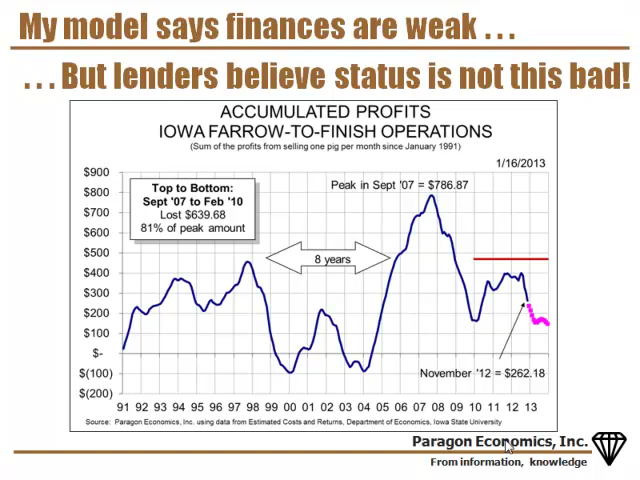 My model says finances are weak . . .
. . . But lenders believe status is not this bad!
ACCUMULATED PROFITS
IOWA FARROW-TO-FINISH OPERATIONS
(Sum of the profits from selling one pig per month since January 1991)
1/16/2013
$900
$800
$700
$600
$500
$400
$300
$200
$100
$-
$(100)
$(200)
Top to Bottom:
Sept '07 to Feb '10
Lost $639.68
81% of peak amount
Peak in Sept '07 = $786.87
8 years
November '12 = $262.18
91 92 93 94 95 96 97 98 99 00 01 02 03 04 05 06 07 08 09 10 11 12 13
Source: Paragon Economics, Inc. using data from Estimated Costs and Returns, Department of Economics, Iowa State University
Paragon Economics, Inc.
From information, knowledge